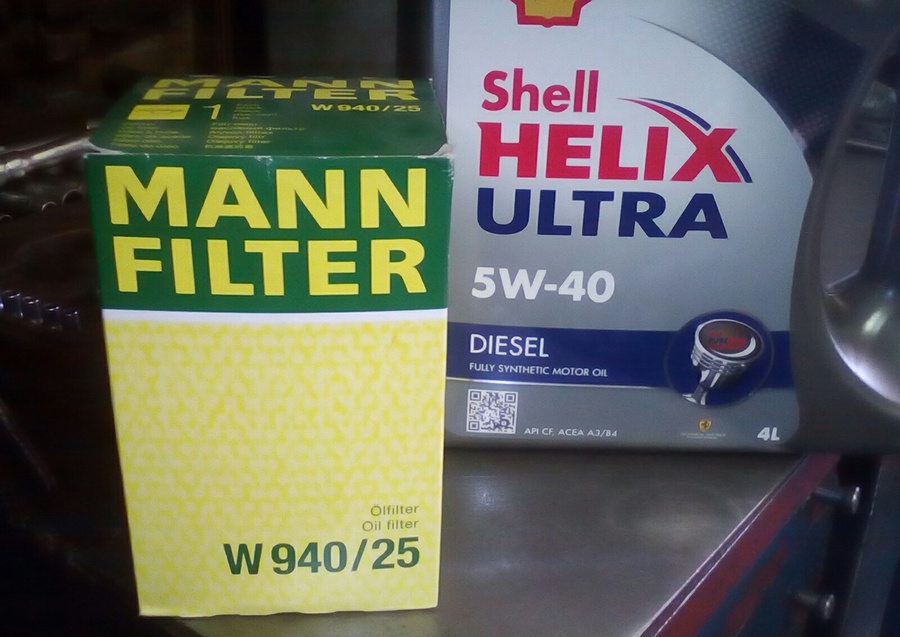 MANN
FILTER
1
W 940/25
MANN
FILTER
Ölfilter
Oil filter
W 940/25
Shell
HELIX
ULTRA
5W-40
DIESEL
FULLY SYNTHETIC MOTOR OIL
API CF, ACEA A3/B4
4L